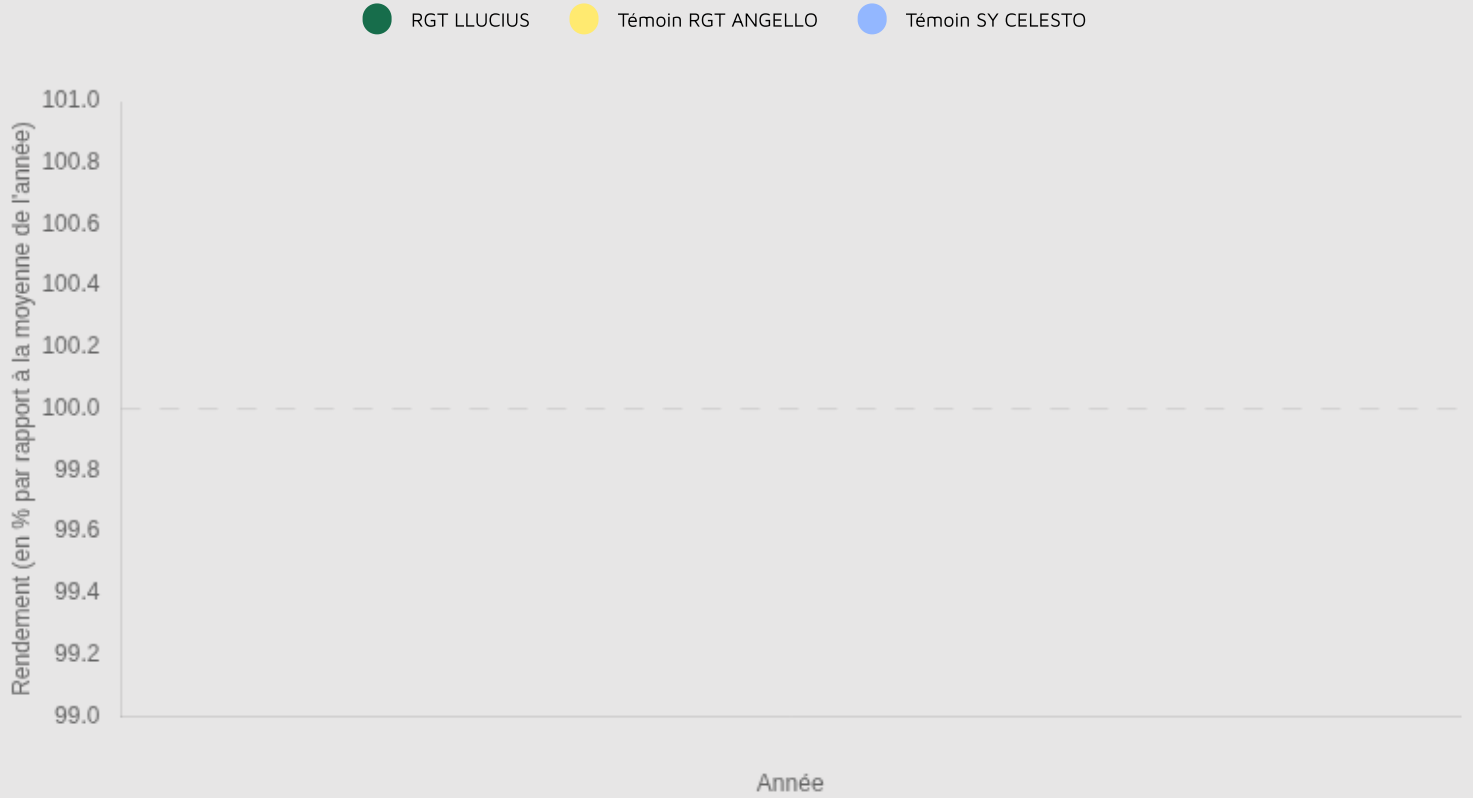 RGT LLUCIUS
Témoin RGT ANGELLO
Témoin SY CELESTO
Rendement (en % par rapport à la moyenne de l'année)
101.0
100.8
100.6
100.4
100.2
100.0
99.8
99.6
99.4
99.2
99.0
Année